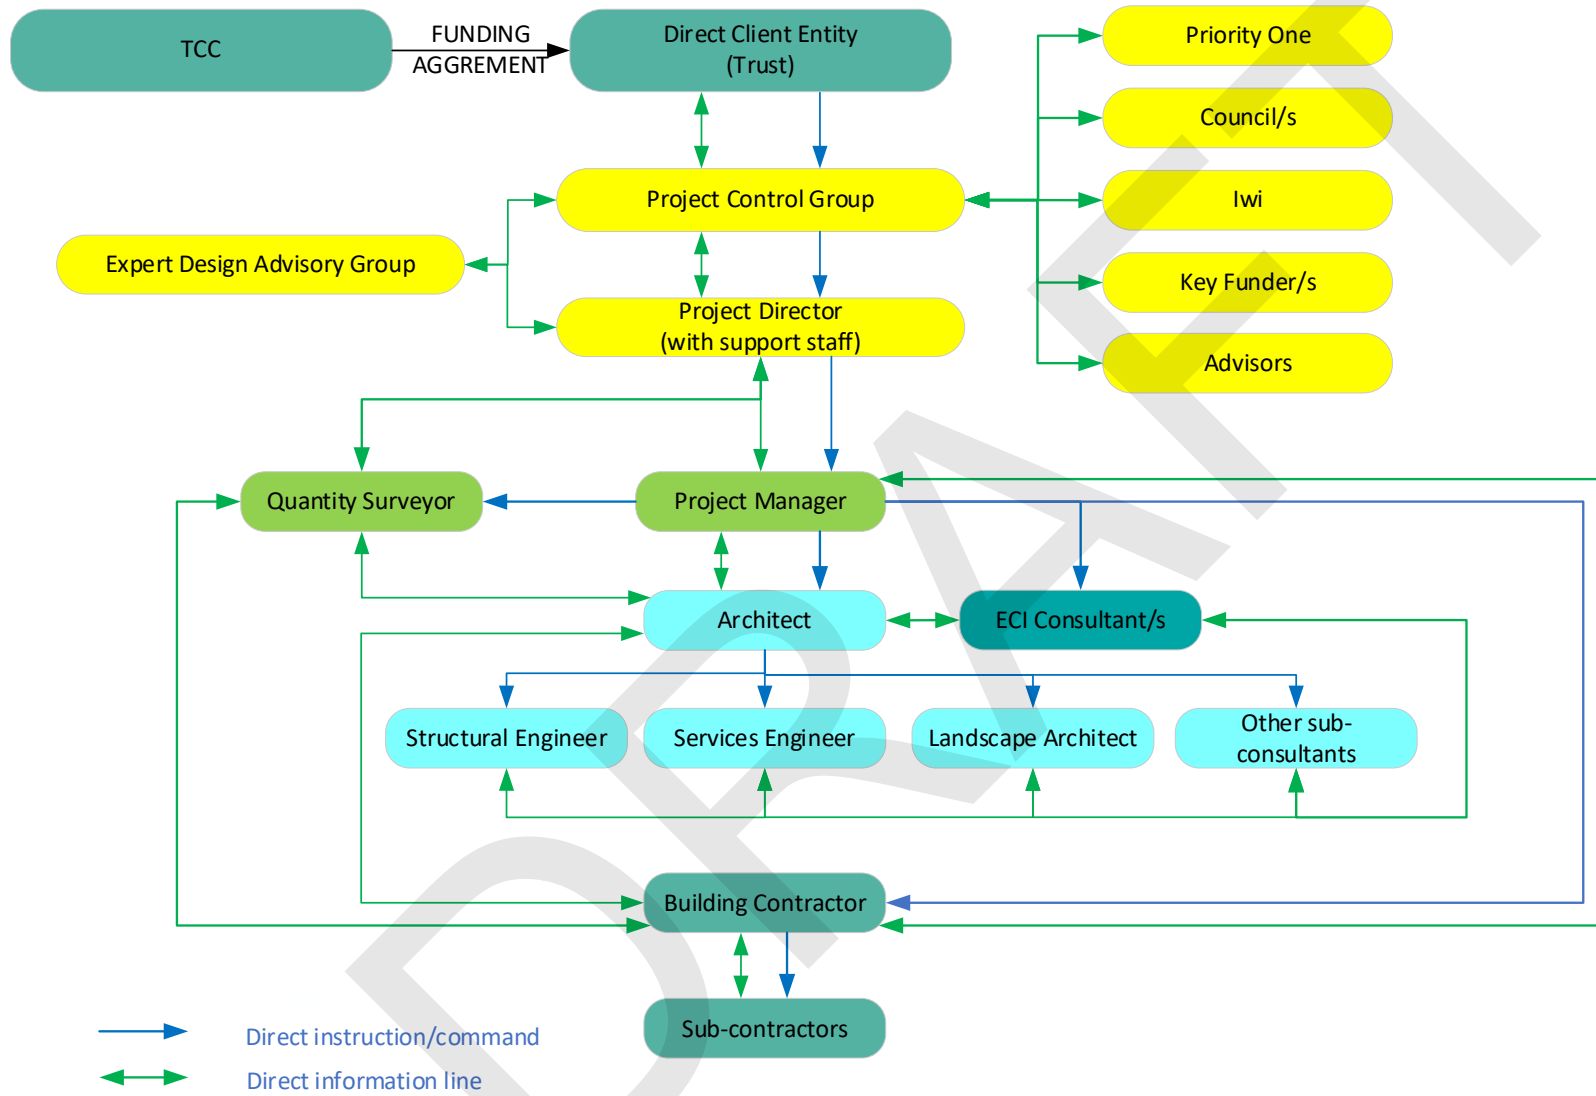 TCC
FUNDING
AGGREMENT
Direct Client Entity
(Trust)
Priority One
Council/s
Project Control Group
Iwi
Expert Design Advisory Group
Key Funder/s
Project Director
(with support staff)
Advisors
Quantity Surveyor
Project Manager
Architect
ECI Consultant/s
Structural Engineer
Services Engineer
Landscape Architect
Other sub-
consultants
Building Contractor
Sub-contractors
Direct instruction/command
Direct information line
DRAFT